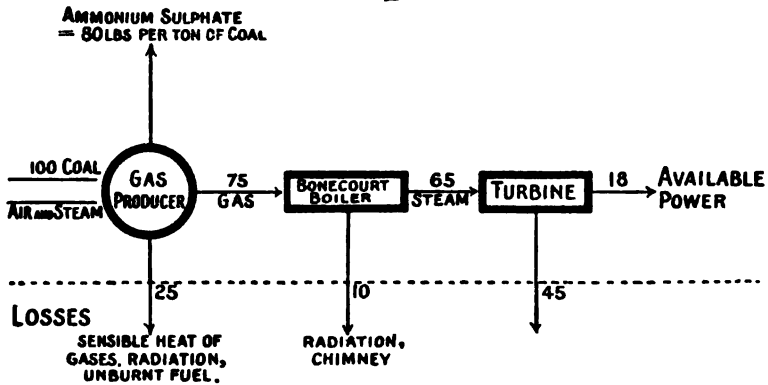 AMMONIUM SULPHATE
= 80LBS PER TON OF COAL
100 COAL
AIR AND STEAM
GAS
PRODUCER
75
GAS
BONECOURT
BOILER
65
STEAM
TURBINE
18
AVAILABLE
POWER
25
10
45
LOSSES
SENSIBLE HEAT OF
GASES, RADIATION,
UNBURNT FUEL.
RADIATION,
CHIMNEY